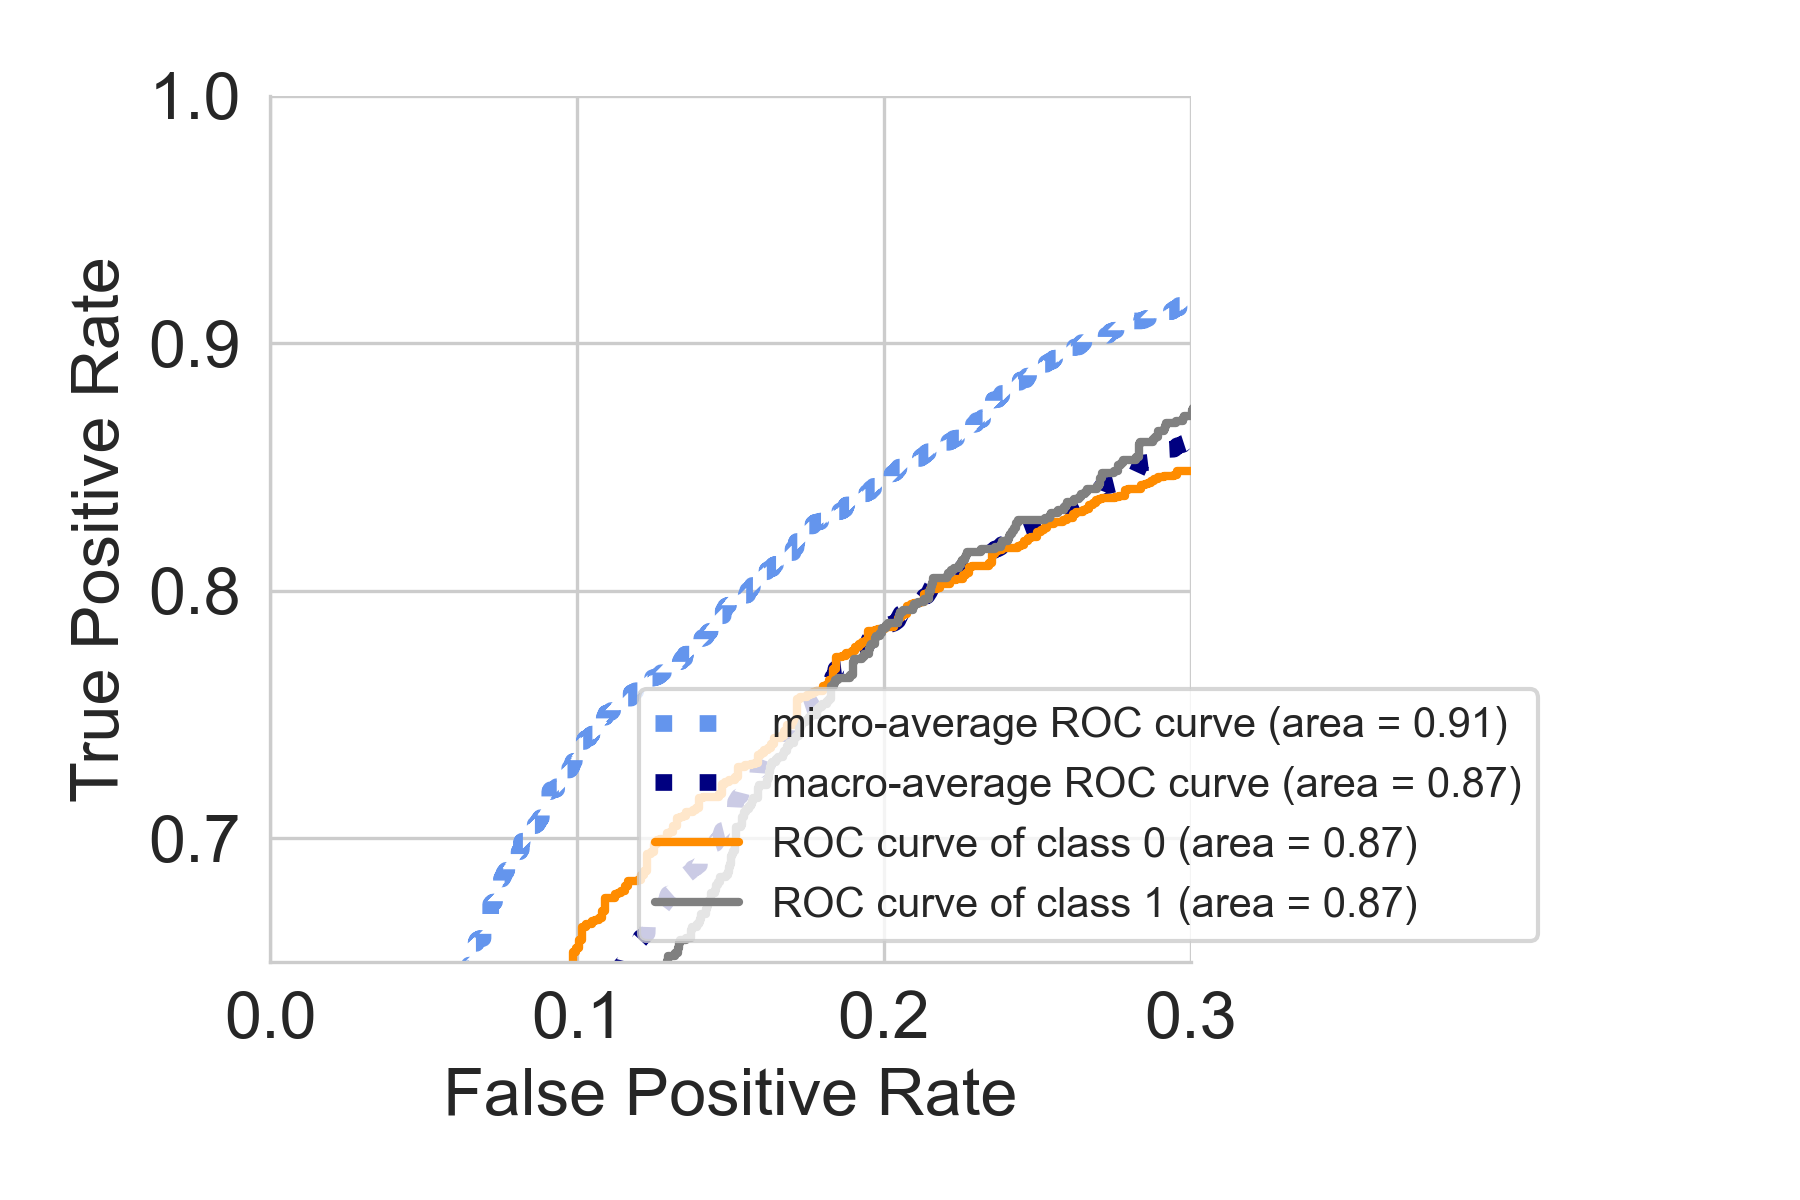 1.0
0.9
0.8
0.7
True Positive Rate
micro-average ROC curve (area = 0.91)
macro-average ROC curve (area = 0.87)
ROC curve of class 0 (area = 0.87)
ROC curve of class 1 (area = 0.87)
0.0 0.1 0.2 0.3
False Positive Rate